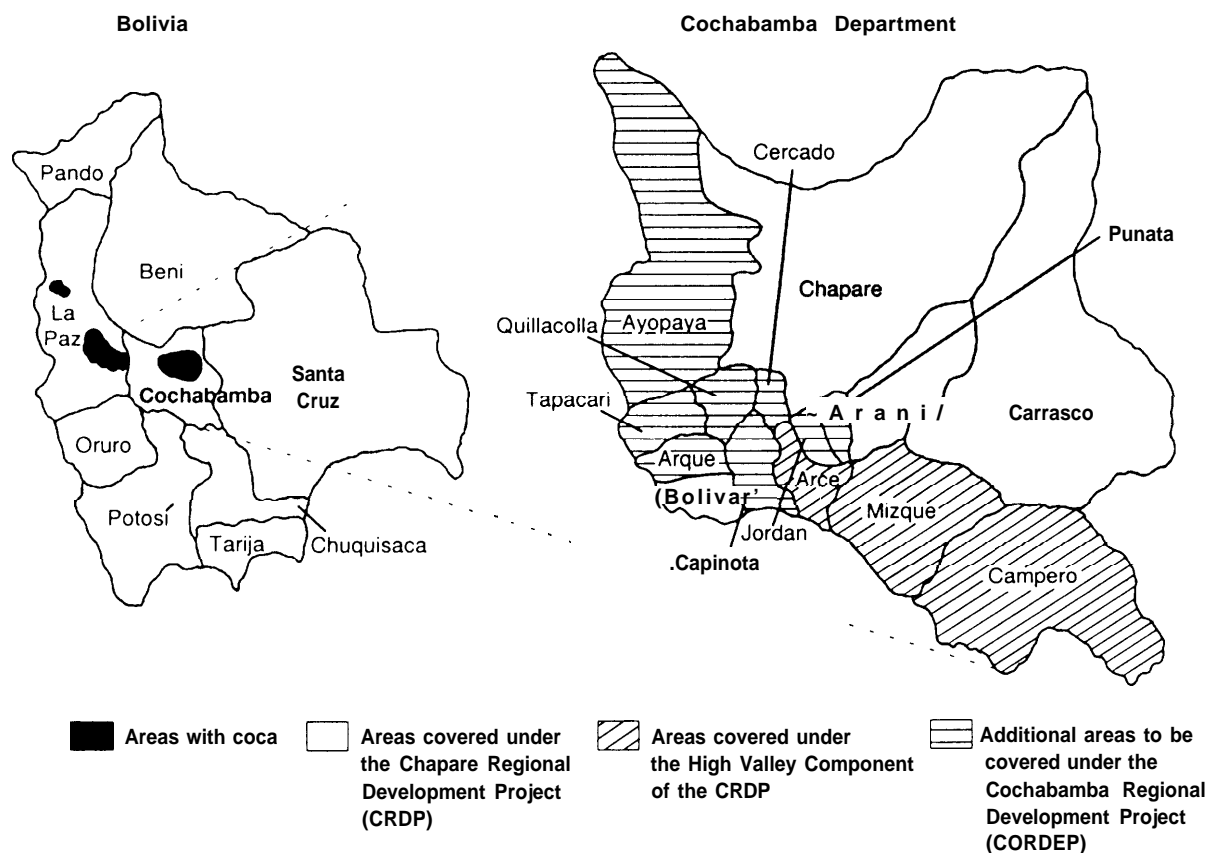 Bolivia
Cochabamba Department
Pando
Beni
La
Paz
Cochabamba
Santa
Cruz
Oruro
Potosí
Tarija
Chuquisaca
Cercado
Punata
Chapare
Quillacolla
Ayopaya
Tapacari
~ A r a n i /
Carrasco
Arque
Arce
(Bolivar’
Mizque
Jordan
.Capinota
Campero
Areas with coca
Areas covered under
the Chapare Regional
Development Project
(CRDP)
Areas covered under
the High Valley Component
of the CRDP
Additional areas to be
covered under the
Cochabamba Regional
Development Project
(CORDEP)